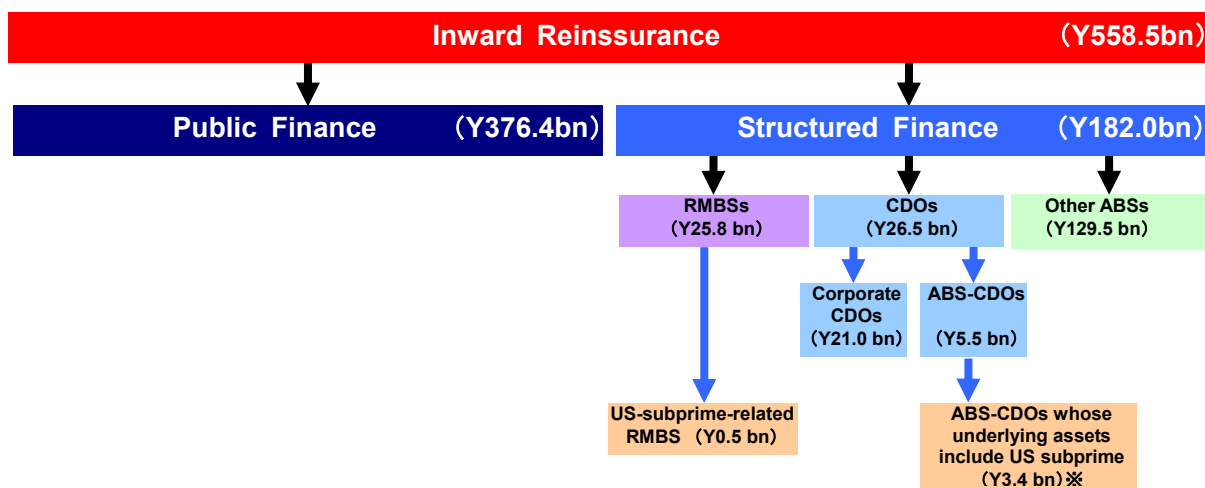 Inward Reinssurance (Y558.5bn)
Public Finance (Y376.4bn)
Structured Finance (Y182.0bn)
RMBSs
(Y25.8 bn)
CDOs
(Y26.5 bn)
Other ABSs
(Y129.5 bn)
Corporate
CDOs
(Y21.0 bn)
ABS-CDOs
(Y5.5 bn)
US-subprime-related
RMBS (Y0.5 bn)
ABS-CDOs whose
underlying assets
include US subprime
(Y3.4 bn)※